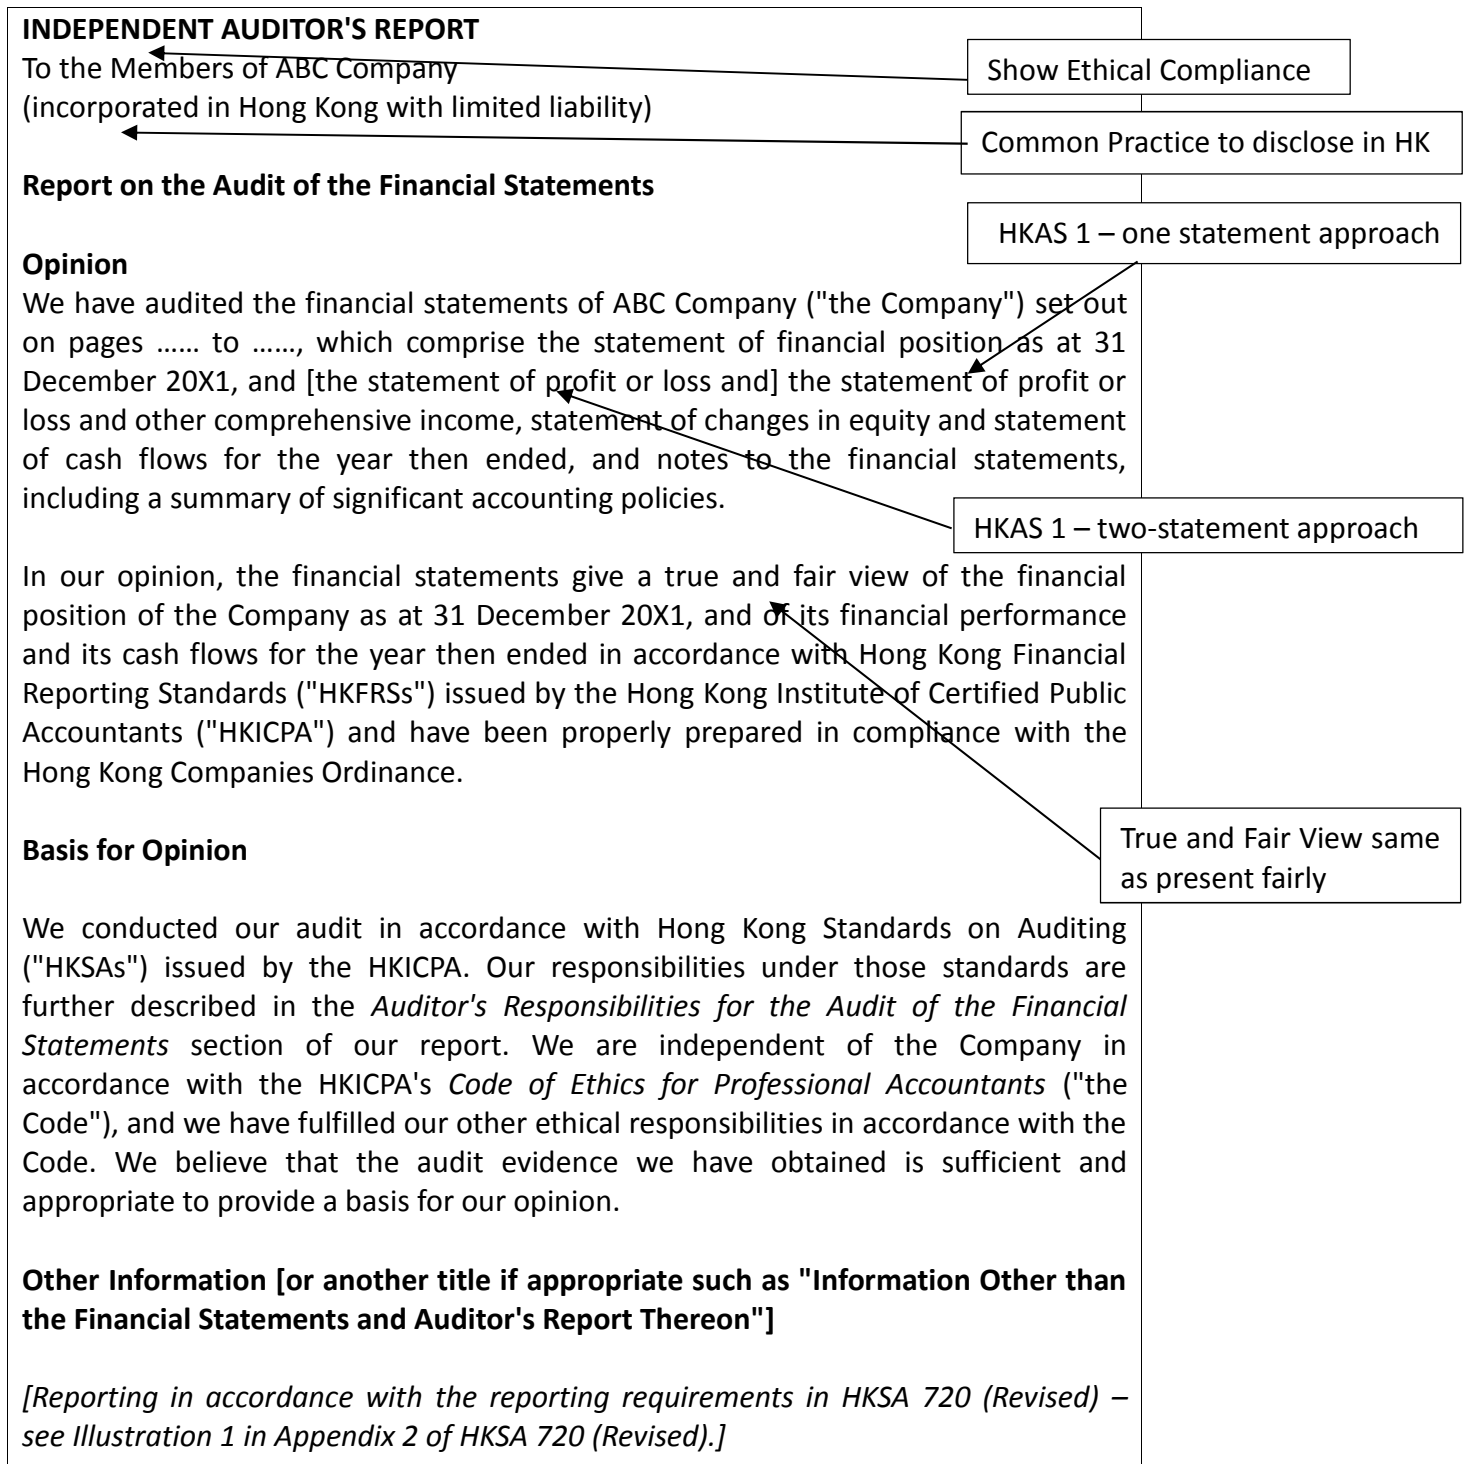 INDEPENDENT AUDITOR'S REPORT
To the Members of ABC Company
Show Ethical Compliance
(incorporated in Hong Kong with limited liability)
Common Practice to disclose in HK
Report on the Audit of the Financial Statements
HKAS 1 – one statement approach
Opinion
We have audited the financial statements of ABC Company ("the Company") set out
on pages ...... to ......, which comprise the statement of financial position as at 31
December 20X1, and [the statement of profit or loss and] the statement of profit or
loss and other comprehensive income, statement of changes in equity and statement
of cash flows for the year then ended, and notes to the financial statements,
including a summary of significant accounting policies.
HKAS 1 – two-statement approach
In our opinion, the financial statements give a true and fair view of the financial
position of the Company as at 31 December 20X1, and of its financial performance
and its cash flows for the year then ended in accordance with Hong Kong Financial
Reporting Standards ("HKFRSs") issued by the Hong Kong Institute of Certified Public
Accountants ("HKICPA") and have been properly prepared in compliance with the
Hong Kong Companies Ordinance.
True and Fair View same
as present fairly
Basis for Opinion
We conducted our audit in accordance with Hong Kong Standards on Auditing
("HKSAs") issued by the HKICPA. Our responsibilities under those standards are
further described in the Auditor's Responsibilities for the Audit of the Financial
Statements section of our report. We are independent of the Company in
accordance with the HKICPA's Code of Ethics for Professional Accountants ("the
Code"), and we have fulfilled our other ethical responsibilities in accordance with the
Code. We believe that the audit evidence we have obtained is sufficient and
appropriate to provide a basis for our opinion.
Other Information [or another title if appropriate such as "Information Other than
the Financial Statements and Auditor's Report Thereon"]
[Reporting in accordance with the reporting requirements in HKSA 720 (Revised) –
see Illustration 1 in Appendix 2 of HKSA 720 (Revised).]